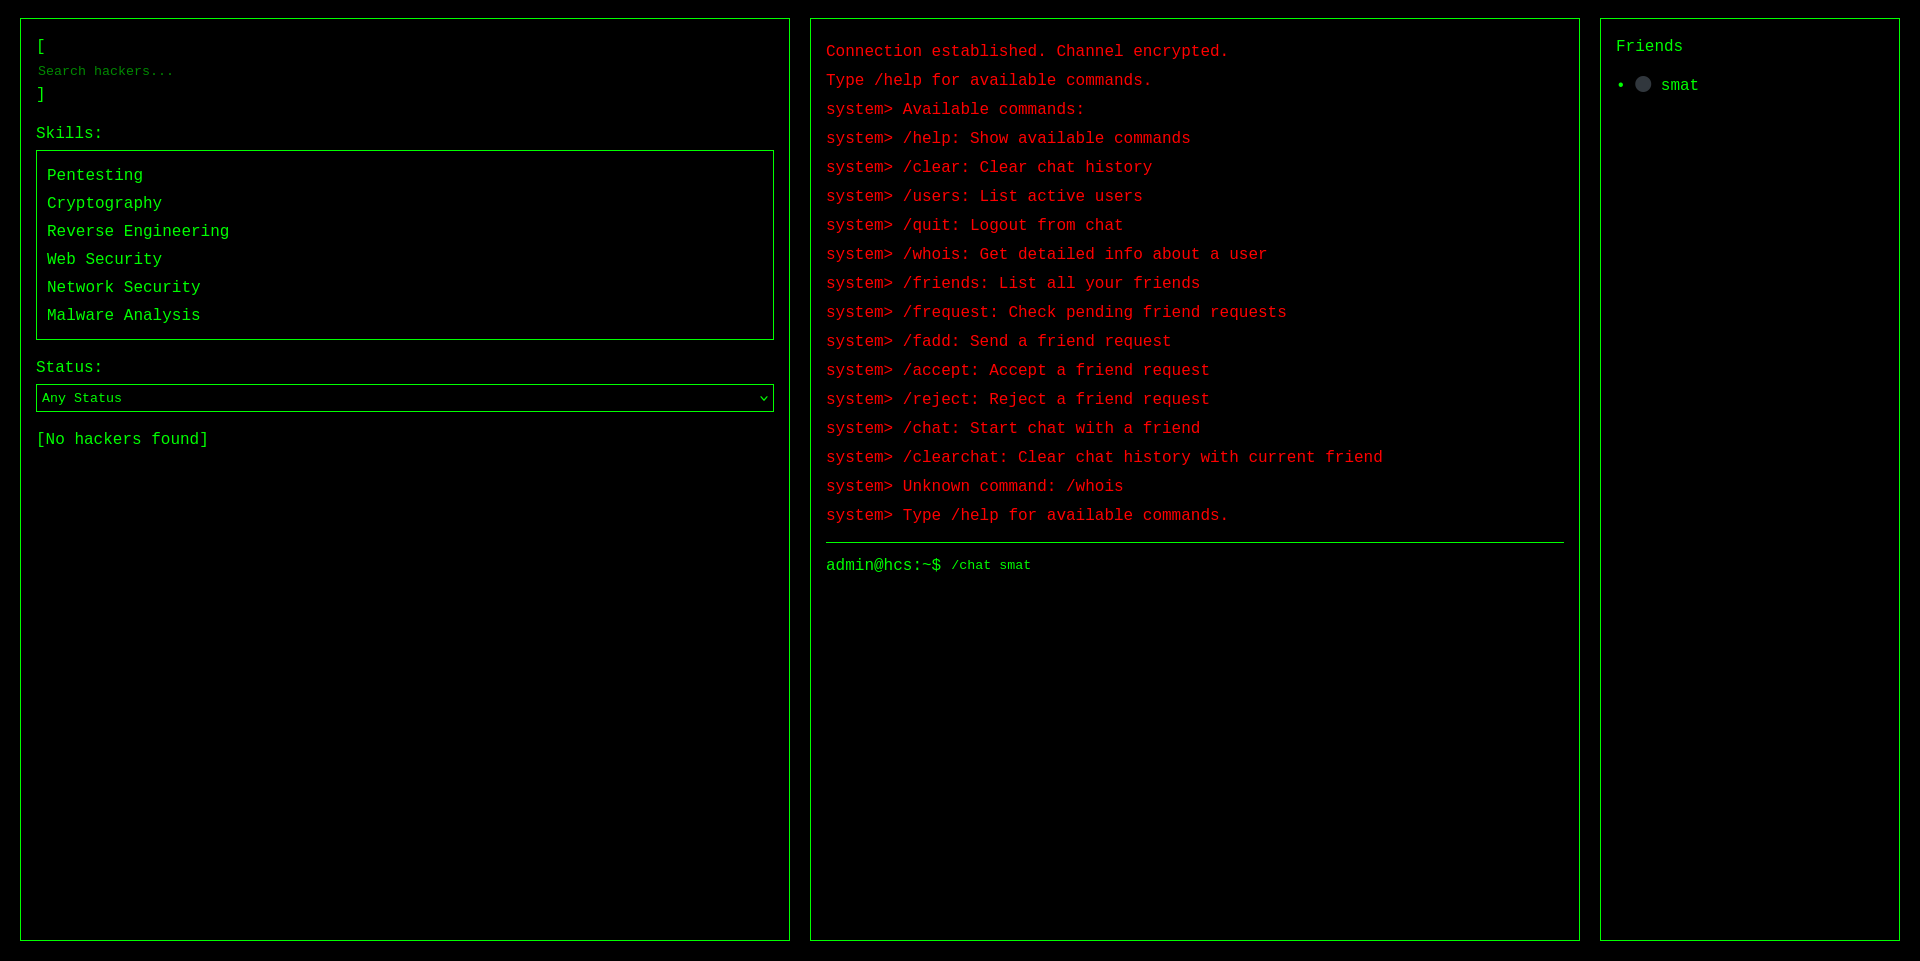 [
Search hackers...
]
Skills:
Pentesting
Cryptography
Reverse Engineering
Web Security
Network Security
Malware Analysis
Status:
Any Status
[No hackers found]
Connection established. Channel encrypted.
Type /help for available commands.
system> Available commands:
system> /help: Show available commands
system> /clear: Clear chat history
system> /users: List active users
system> /quit: Logout from chat
system> /whois: Get detailed info about a user
system> /friends: List all your friends
system> /frequest: Check pending friend requests
system> /fadd: Send a friend request
system> /accept: Accept a friend request
system> /reject: Reject a friend request
system> /chat: Start chat with a friend
system> /clearchat: Clear chat history with current friend
system> Unknown command: /whois
system> Type /help for available commands.
admin@hcs:~$ /chat smat
Friends
• smat